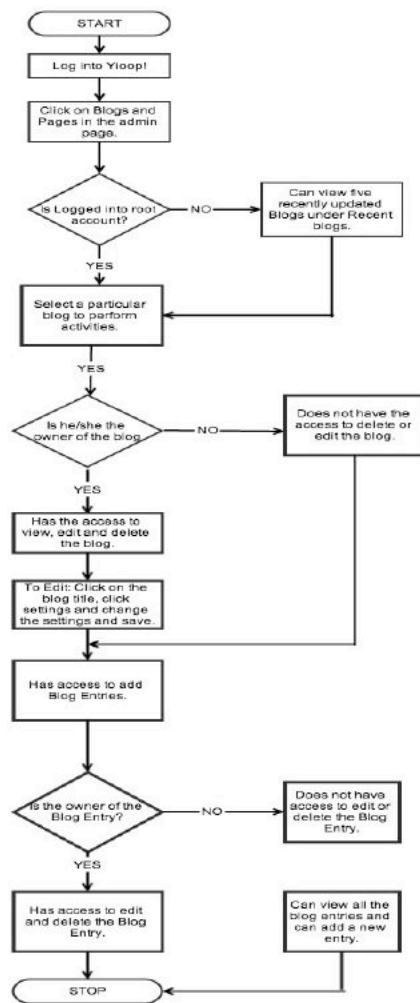 START
Log into Yioop!
Click on Blogs and
Pages in the admin
page.
Is Logged into root
account?
NO
Can view five
recently updated
Blogs under Recent
blogs.
YES
Select a particular
blog to perform
activities.
YES
Is he/she the
owner of the blog
NO
Does not have the
access to delete or
edit the blog.
YES
Has the access to
view, edit and delete
the blog.
To Edit: Click on the
blog title, click
settings and change
the settings and save.
Has access to add
Blog Entries.
Is the owner of the
Blog Entry?
NO
Does not have
access to edit or
delete the Blog
Entry.
YES
Has access to edit
and delete the Blog
Entry.
Can view all the
blog entries and
can add a new
entry.
STOP